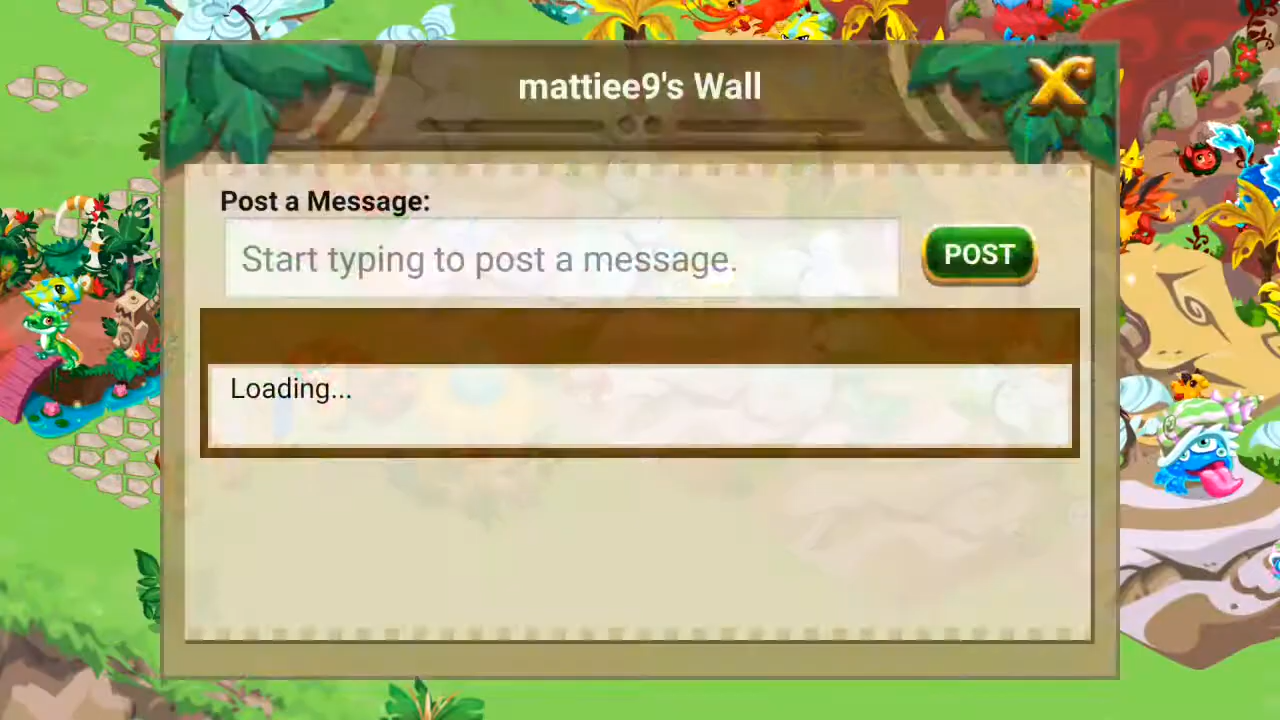 mattiee9's Wall
Post a Message:
Start typing to post a message.
POST
Loading...